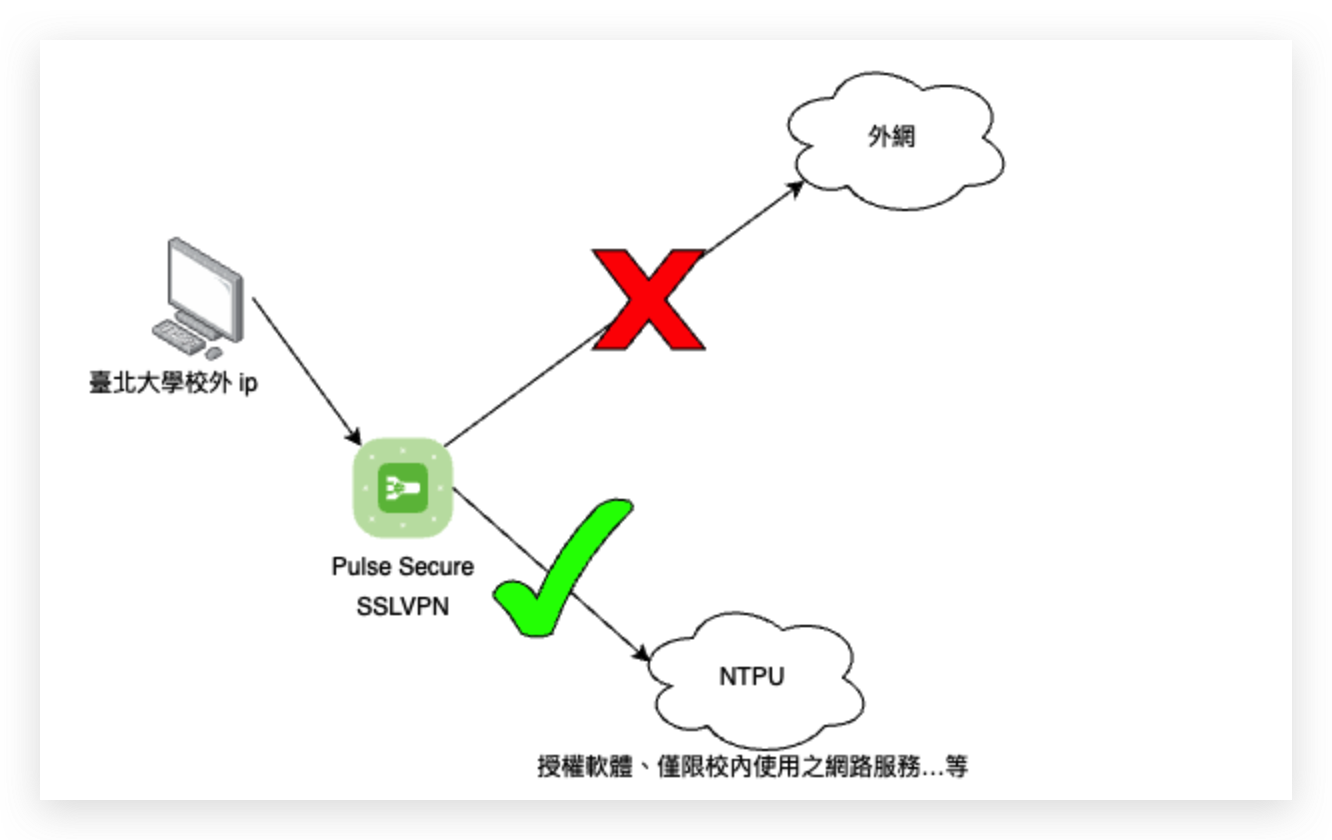 外網
臺北大學校外 ip
Pulse Secure
SSLVPN
NTPU
授權軟體、僅限校內使用之網路服務...等